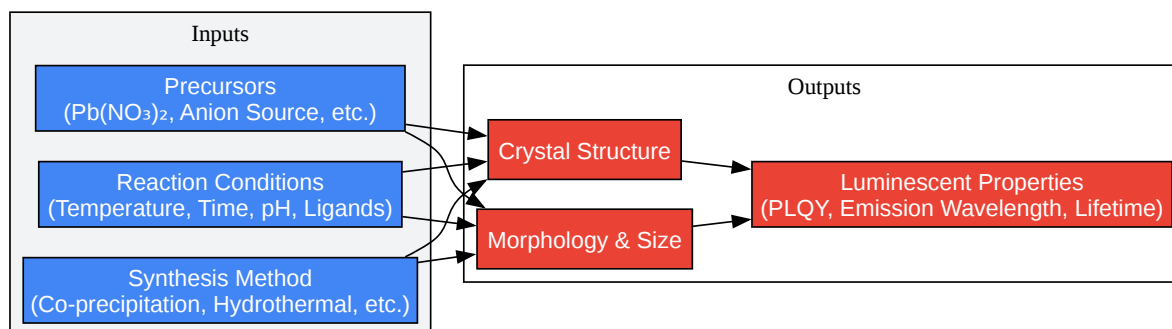 Inputs
Precursors
(Pb(NO₃)₂, Anion Source, etc.)
Reaction Conditions
(Temperature, Time, pH, Ligands)
Synthesis Method
(Co-precipitation, Hydrothermal, etc.)
Outputs
Crystal Structure
Morphology & Size
Luminescent Properties
(PLQY, Emission Wavelength, Lifetime)